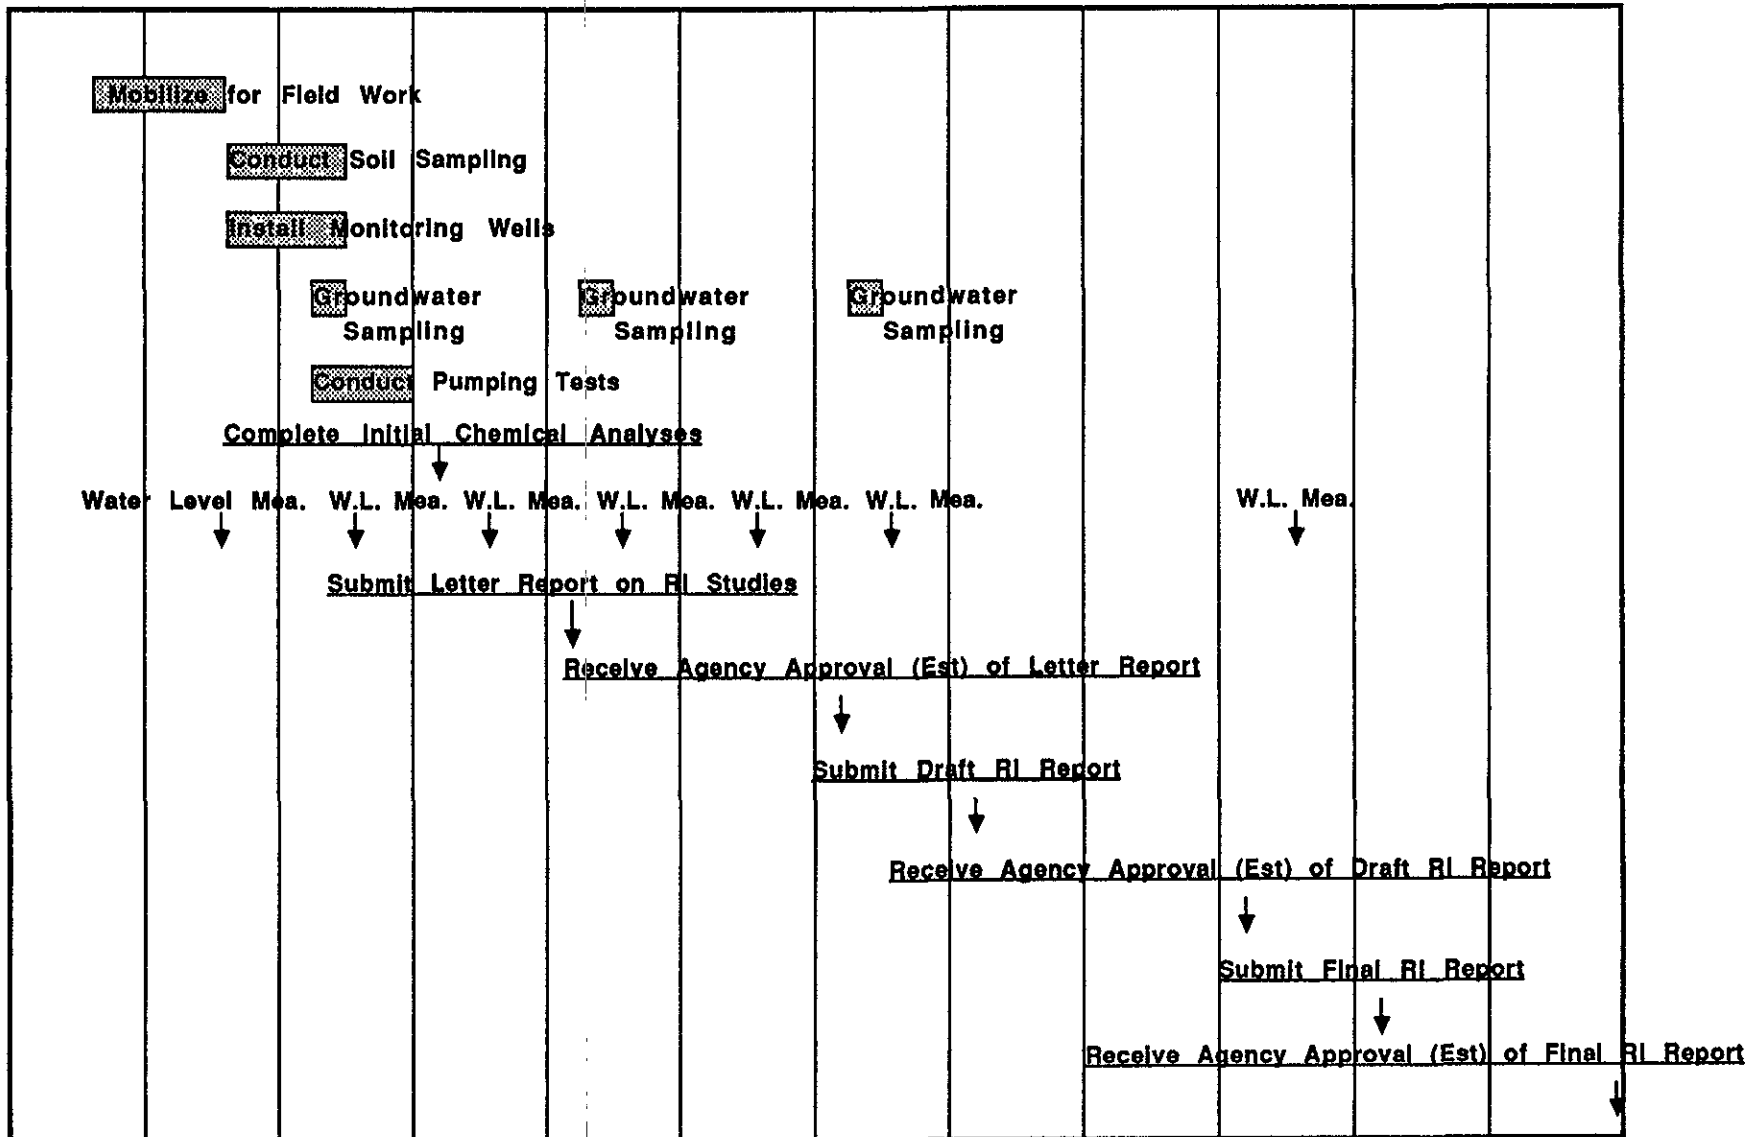 Mobilize for Field Work
Conduct Soil Sampling
Install Monitoring Wells
Groundwater Sampling
Groundwater Sampling
Groundwater Sampling
Conduct Pumping Tests
Complete Initial Chemical Analyses
Water Level Mea. W.L. Mea. W.L. Mea. W.L. Mea. W.L. Mea. W.L. Mea. W.L. Mea.
Submit Letter Report on RI Studies
Receive Agency Approval (Est) of Letter Report
Submit Draft RI Report
Receive Agency Approval (Est) of Draft RI Report
Submit Final RI Report
Receive Agency Approval (Est) of Final RI Report